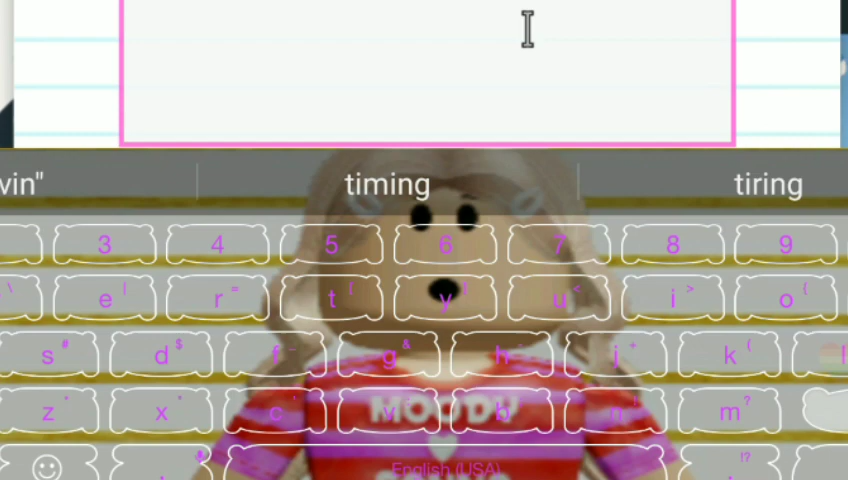 vin" timing tiring
3 4 5 6 7 8 9
\ e | r = t [ y ] u < i > o {
s # d $ f g & h j + k ( l
z x c v b n m ?
MOODY
!?
English (USA)